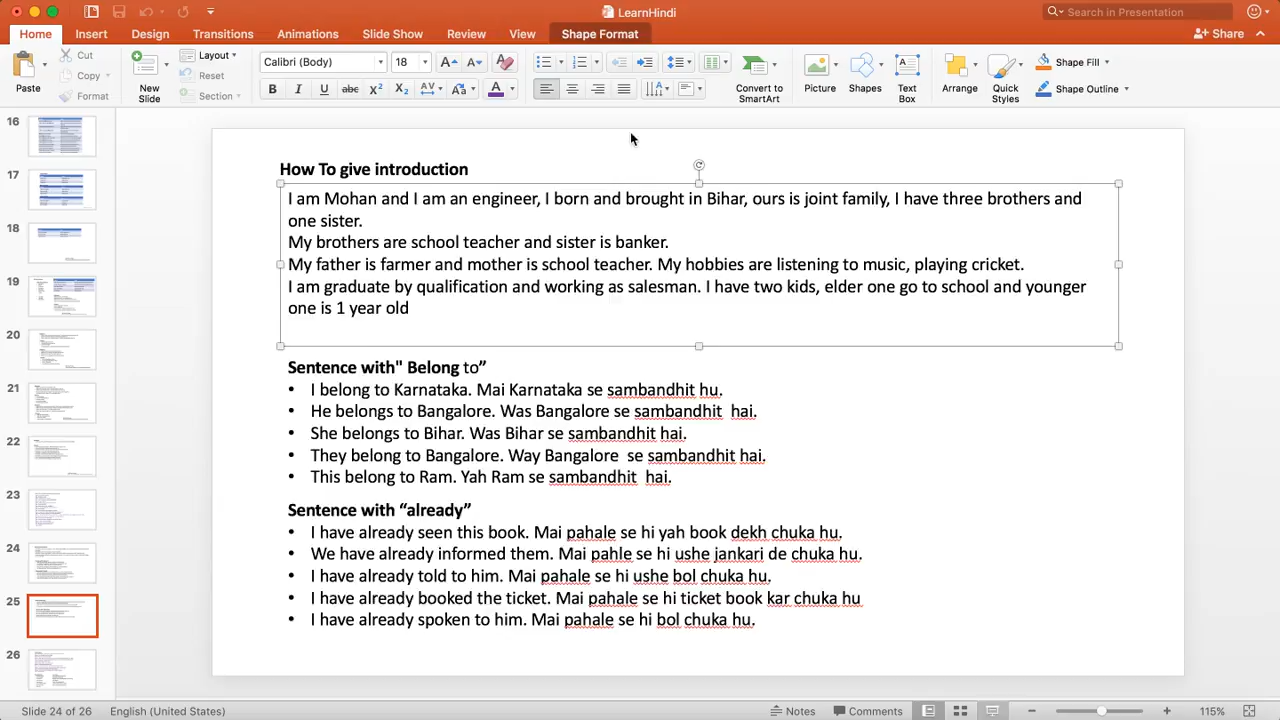 LearnHindi
Search in Presentation
Home Insert Design Transitions Animations Slide Show Review View Shape Format Share
Paste Cut Copy Format New Slide Layout Reset Section
Calibri (Body) 18
Convert to SmartArt Picture Shapes Text Box Arrange Quick Styles Shape Fill Shape Outline
16
17
18
19
20
21
22
23
24
25
26
How To give introduction
I am and I am an I born and brought in Bihar, ours is joint family, I have three brothers and
one sister.
My brothers are school teacher and sister is banker.
My father is farmer and mother is school teacher. My hobbies are listening to music, playing cricket.
I am graduate by qualification and working as salesman. I have two kids, elder one go to school and younger
one is 1 year old
Sentence with" Belong to"
• I belong to Karnataka. Mai Karnataka se sambandhit hu.
• He belongs to Bangalore. Wah Bangalore se sambandhit hai.
• She belongs to Bihar. Was Bihar se sambandhit hai.
• They belong to Bangalore. Way Bangalore se sambandhit hai.
• This belong to Ram. yah Ram se sambandhit hai.
Sentence with "already
• I have already seen the book. Mai pahale se hi yah book dekh chuka hu.
• I have already informed them. Mai pahle se hi ushe jankari de chuka hu.
• I have already told them. Mai pahale se hi usne bol chuka hu.
• I have already booked the ticket. Mai pahale se hi ticket book kar chuka hu
• I have already spoken to him. Mai pahale se hi bol chuka hu.
Slide 24 of 26 English (United States) Notes Comments 115%